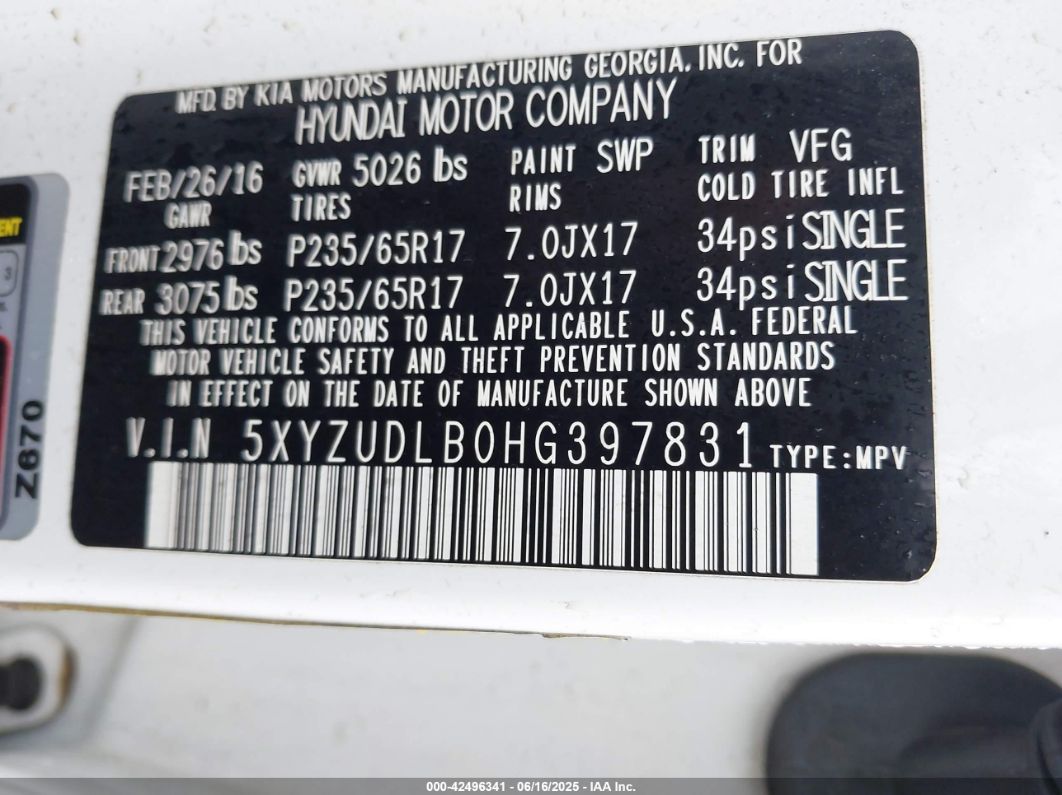 MFD. BY KIA MOTORS MANUFACTURING GEORGIA, INC. FOR
HYUNDAI MOTOR COMPANY
FEB/26/16 GVWR 5026 lbs PAINT SWP TRIM VFG
GAWR TIRES RIMS COLD TIRE INFL
FRONT 2976 lbs P235/65R17 7.0JX17 34psi SINGLE
REAR 3075 lbs P235/65R17 7.0JX17 34psi SINGLE
THIS VEHICLE CONFORMS TO ALL APPLICABLE U.S.A. FEDERAL
MOTOR VEHICLE SAFETY AND THEFT PREVENTION STANDARDS
IN EFFECT ON THE DATE OF MANUFACTURE SHOWN ABOVE
V.I.N 5XYZUDLB0HG397831 TYPE:MPV
Z670
000-42496341 - 06/16/2025 - IAA Inc.